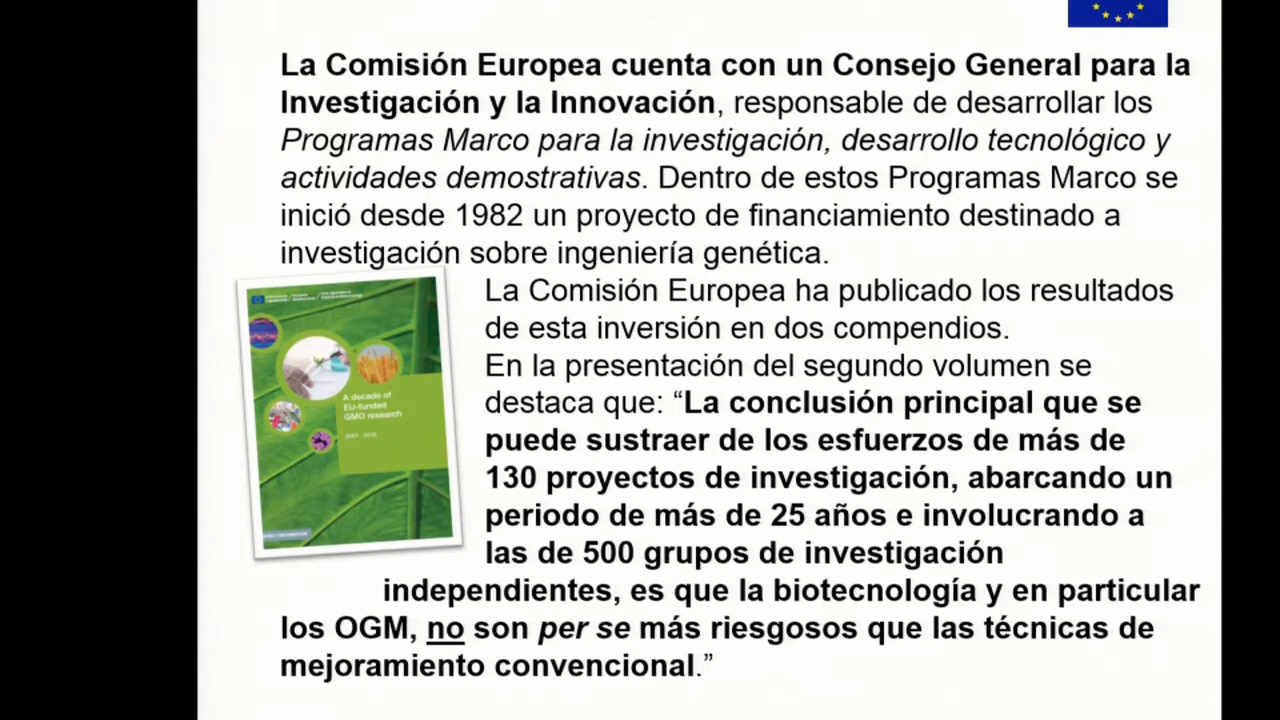 La Comisión Europea cuenta con un Consejo General para la
Investigación y la Innovación, responsable de desarrollar los
Programas Marco para la investigación, desarrollo tecnológico y
actividades demostrativas. Dentro de estos Programas Marco se
inició desde 1982 un proyecto de financiamiento destinado a
investigación sobre ingeniería genética.
La Comisión Europea ha publicado los resultados
de esta inversión en dos compendios.
En la presentación del segundo volumen se
destaca que: “La conclusión principal que se
puede sustraer de los esfuerzos de más de
130 proyectos de investigación, abarcando un
periodo de más de 25 años e involucrando a
las de 500 grupos de investigación
independientes, es que la biotecnología y en particular
los OGM, no son per se más riesgosos que las técnicas de
mejoramiento convencional.”
A decade of
EU-funded
GMO research